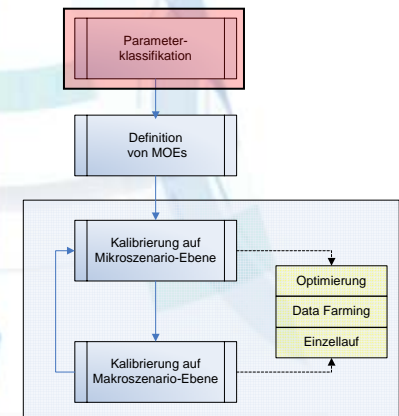 Parameter-
klassifikation
Definition
von MOEs
Kalibrierung auf
Mikroszenario-Ebene
Optimierung
Data Farming
Einzellauf
Kalibrierung auf
Makroszenario-Ebene